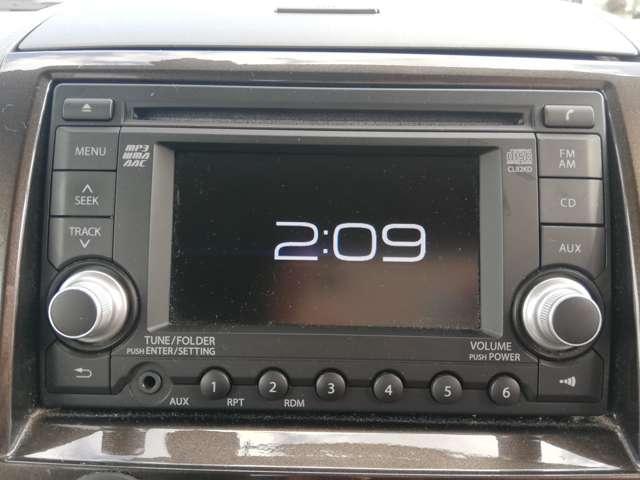 MENU
MP3
WMA
AAC
CL82KD
FM
AM
SEEK
CD
2:09
TRACK
AUX
TUNE/FOLDER
PUSH ENTER/SETTING
VOLUME
PUSH POWER
1 2 3 4 5 6
AUX RPT RDM